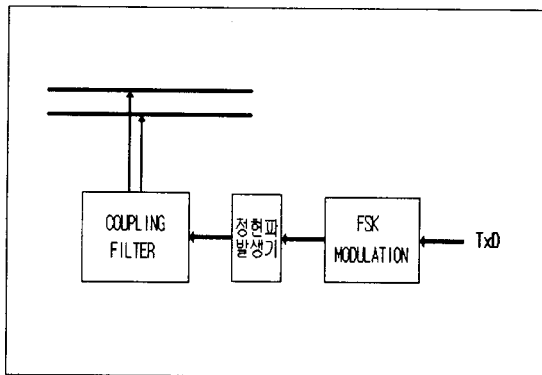 COUPLING
FILTER
정현파
발생기
FSK
MODULATION
TxD